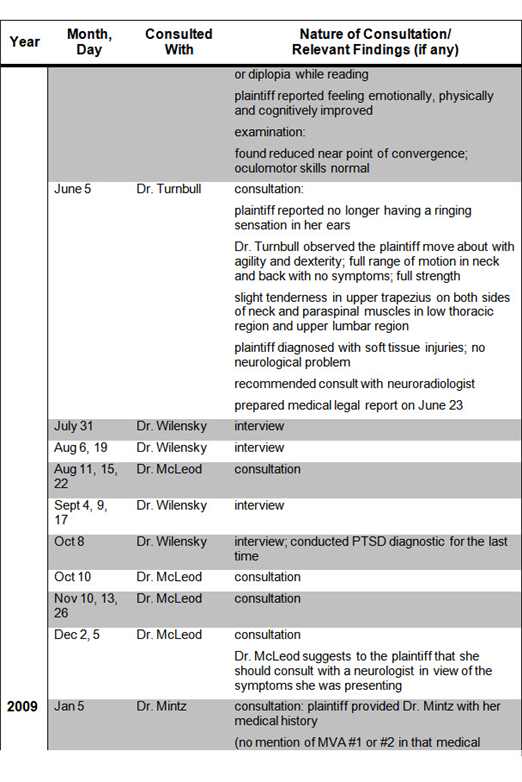 Year
Month, Day
Consulted With
Nature of Consultation/
Relevant Findings (if any)
or diplopia while reading
plaintiff reported feeling emotionally, physically
and cognitively improved
examination:
found reduced near point of convergence;
oculomotor skills normal
June 5
Dr. Turnbull
consultation:
plaintiff reported no longer having a ringing
sensation in her ears
Dr. Turnbull observed the plaintiff move about with
agility and dexterity; full range of motion in neck
and back with no symptoms; full strength
slight tenderness in upper trapezius on both sides
of neck and paraspinal muscles in low thoracic
region and upper lumbar region
plaintiff diagnosed with soft tissue injuries; no
neurological problem
recommended consult with neuroradiologist
prepared medical legal report on June 23
July 31
Dr. Wilensky
interview
Aug 6, 19
Dr. Wilensky
interview
Aug 11, 15,
22
Dr. McLeod
consultation
Sept 4, 9,
17
Dr. Wilensky
interview
Oct 8
Dr. Wilensky
interview; conducted PTSD diagnostic for the last
time
Oct 10
Dr. McLeod
consultation
Nov 10, 13,
26
Dr. McLeod
consultation
Dec 2, 5
Dr. McLeod
consultation
Dr. McLeod suggests to the plaintiff that she
should consult with a neurologist in view of the
symptoms she was presenting
2009
Jan 5
Dr. Mintz
consultation: plaintiff provided Dr. Mintz with her
medical history
(no mention of MVA #1 or #2 in that medical